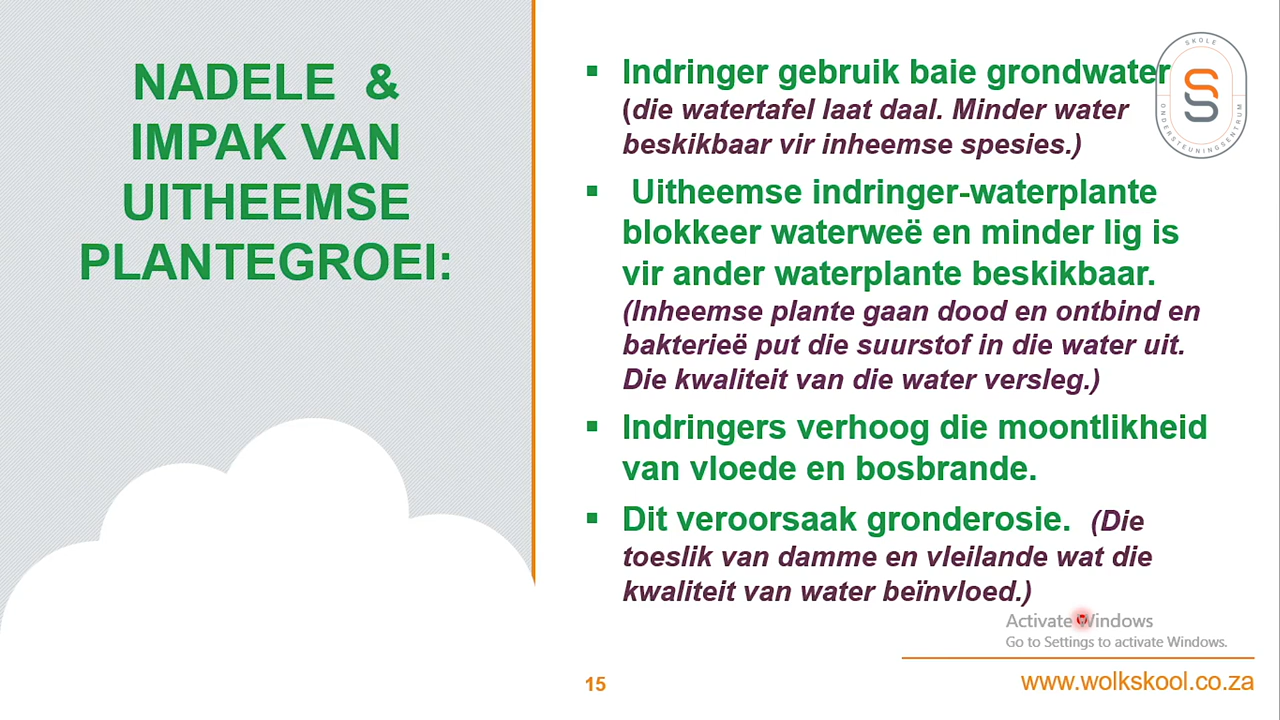 NADELE &
IMPAK VAN
UITHEEMSE
PLANTEGROEI:
▪ Indringer gebruik baie grondwater
(die watertafel laat daal. Minder water
beskikbaar vir inheemse spesies.)
▪ Uitheemse indringer-waterplante
blokkeer waterweë en minder lig is
vir ander waterplante beskikbaar.
(Inheemse plante gaan dood en ontbind en
bakterieë put die suurstof in die water uit.
Die kwaliteit van die water versleg.)
▪ Indringers verhoog die moontlikheid
van vloede en bosbrande.
▪ Dit veroorsaak gronderosie. (Die
toeslik van damme en vleilande wat die
kwaliteit van water beïnvloed.)
SKOLE
ONDERSTEUNINGSENTRUM
Activate Windows
Go to Settings to activate Windows.
15
www.wolkskool.co.za